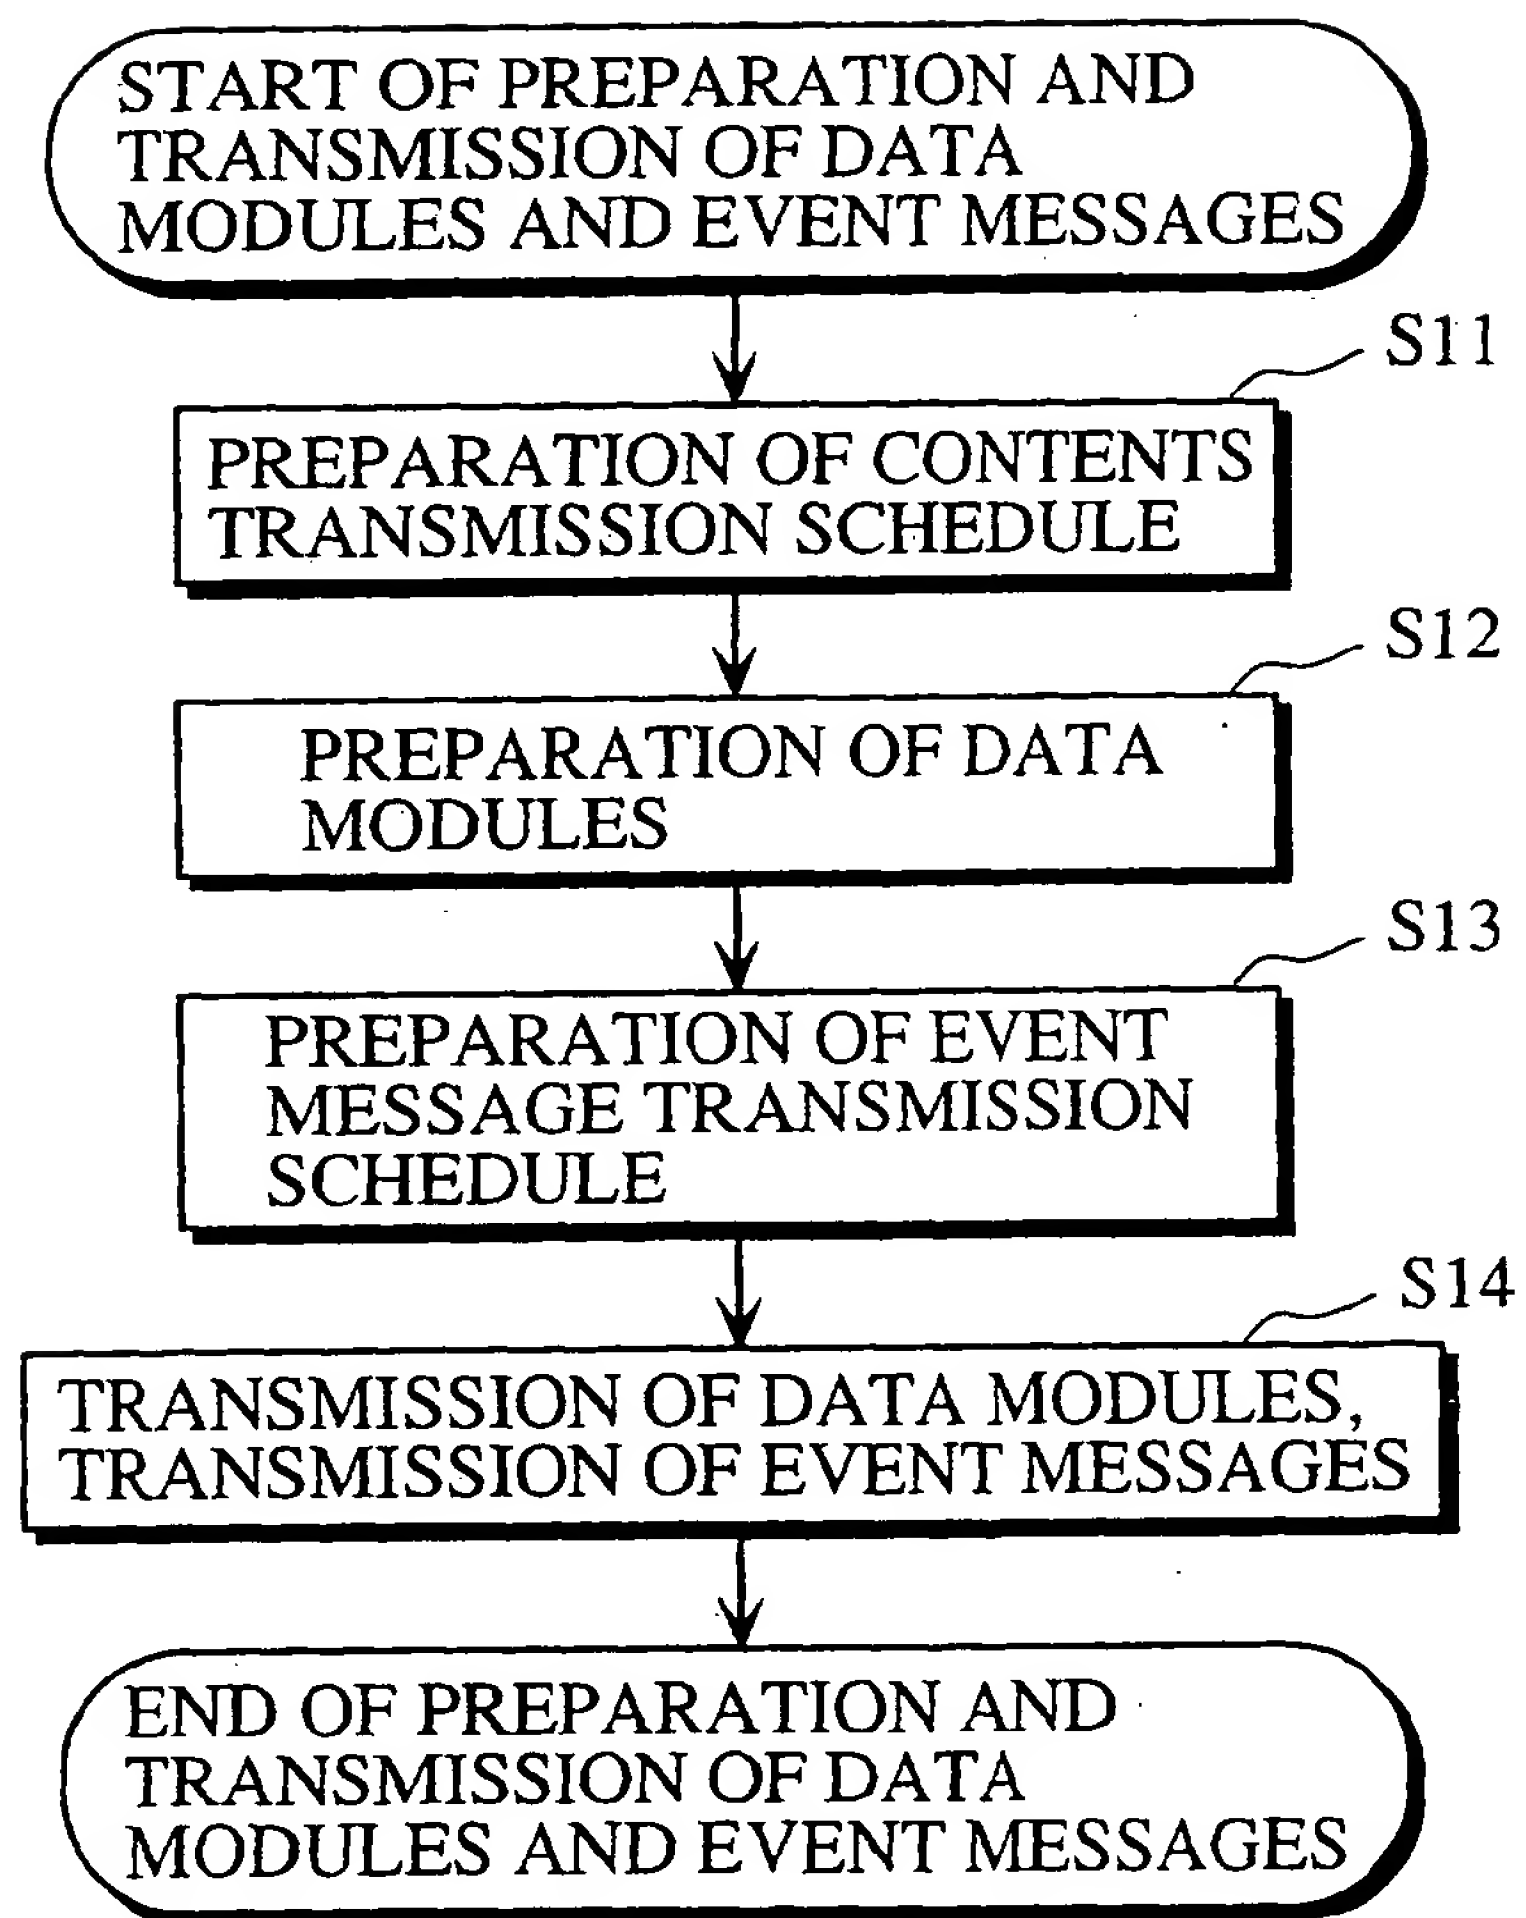 START OF PREPARATION AND
TRANSMISSION OF DATA
MODULES AND EVENT MESSAGES
S11
PREPARATION OF CONTENTS
TRANSMISSION SCHEDULE
S12
PREPARATION OF DATA
MODULES
S13
PREPARATION OF EVENT
MESSAGE TRANSMISSION
SCHEDULE
S14
TRANSMISSION OF DATA MODULES,
TRANSMISSION OF EVENT MESSAGES
END OF PREPARATION AND
TRANSMISSION OF DATA
MODULES AND EVENT MESSAGES